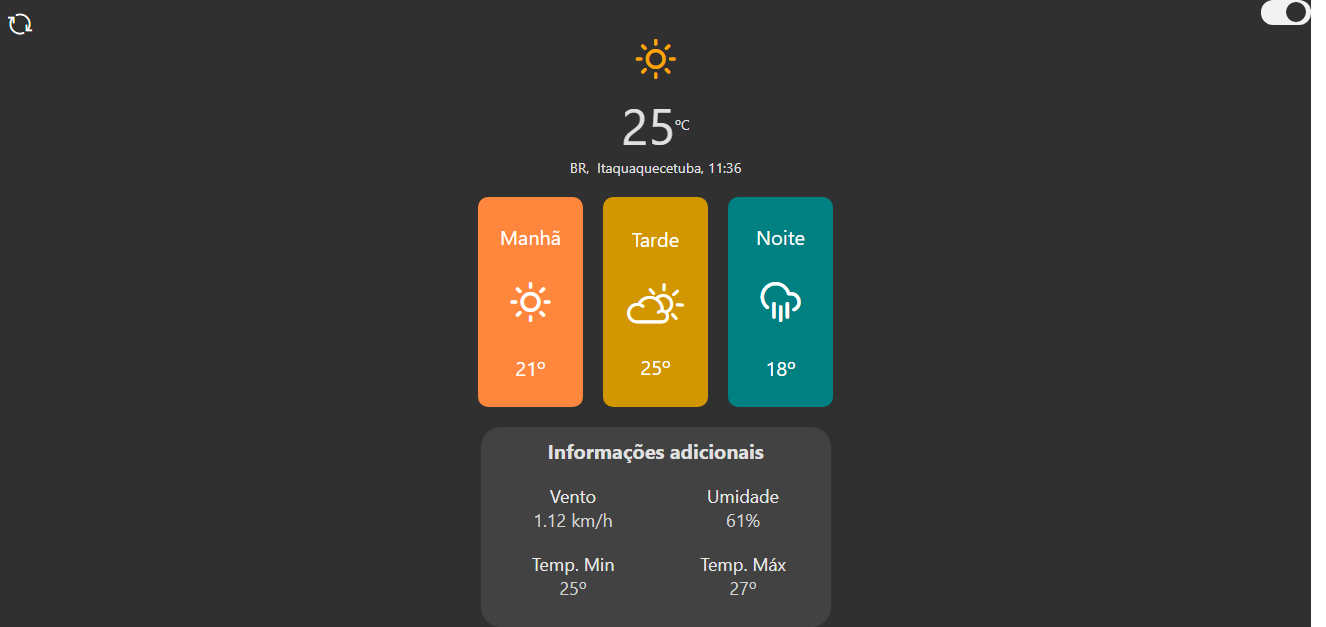 25ºC
BR, Itaquaquecetuba, 11:36
Manhã
21º
Tarde
25º
Noite
18º
Informações adicionais
Vento
1.12 km/h
Umidade
61%
Temp. Min
25º
Temp. Máx
27º